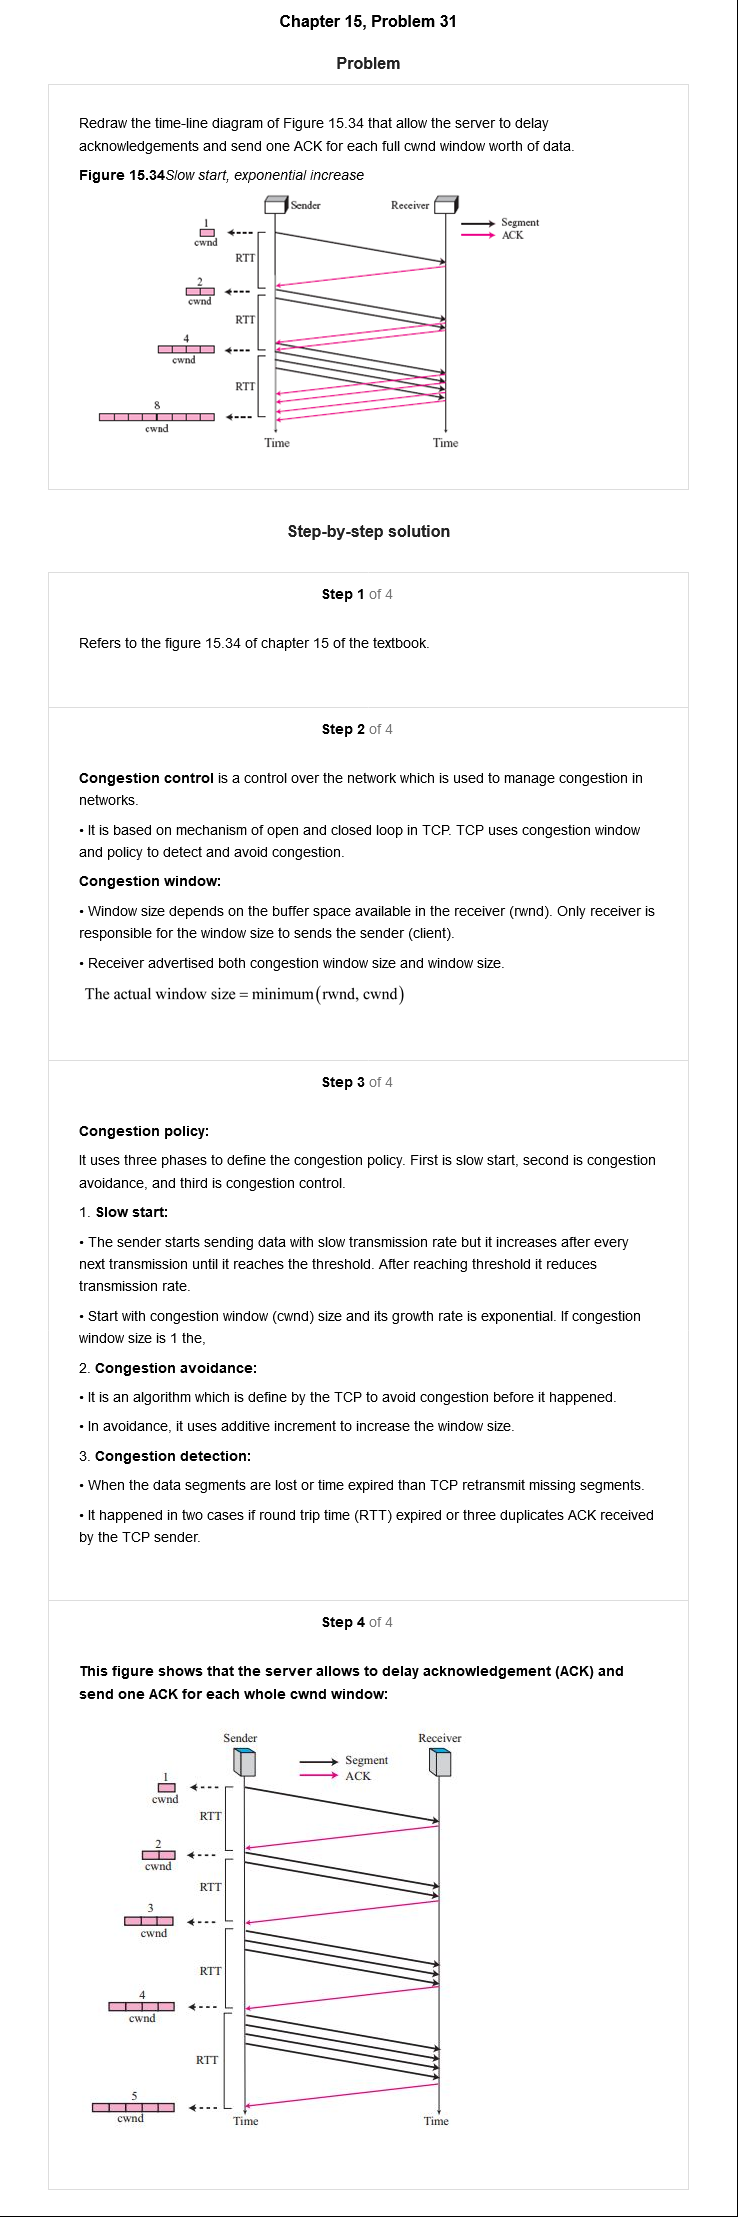 Chapter 15, Problem 31
Problem
Redraw the time-line diagram of Figure 15.34 that allow the server to delay
acknowledgements and send one ACK for each full cwnd window worth of data.
Figure 15.34Slow start, exponential increase
Sender
Receiver
Segment
ACK
1
cwnd
RTT
2
cwnd
RTT
4
cwnd
RTT
8
cwnd
Time
Time
Step-by-step solution
Step 1 of 4
Refers to the figure 15.34 of chapter 15 of the textbook.
Step 2 of 4
Congestion control is a control over the network which is used to manage congestion in
networks.
• It is based on mechanism of open and closed loop in TCP. TCP uses congestion window
and policy to detect and avoid congestion.
Congestion window:
• Window size depends on the buffer space available in the receiver (rwnd). Only receiver is
responsible for the window size to sends the sender (client).
• Receiver advertised both congestion window size and window size.
The actual window size = minimum(rwnd, cwnd)
Step 3 of 4
Congestion policy:
It uses three phases to define the congestion policy. First is slow start, second is congestion
avoidance, and third is congestion control.
1. Slow start:
• The sender starts sending data with slow transmission rate but it increases after every
next transmission until it reaches the threshold. After reaching threshold it reduces
transmission rate.
• Start with congestion window (cwnd) size and its growth rate is exponential. If congestion
window size is 1 the,
2. Congestion avoidance:
• It is an algorithm which is define by the TCP to avoid congestion before it happened.
• In avoidance, it uses additive increment to increase the window size.
3. Congestion detection:
• When the data segments are lost or time expired than TCP retransmit missing segments.
• It happened in two cases if round trip time (RTT) expired or three duplicates ACK received
by the TCP sender.
Step 4 of 4
This figure shows that the server allows to delay acknowledgement (ACK) and
send one ACK for each whole cwnd window:
Sender
Receiver
Segment
ACK
1
cwnd
RTT
2
cwnd
RTT
3
cwnd
RTT
4
cwnd
RTT
5
cwnd
Time
Time